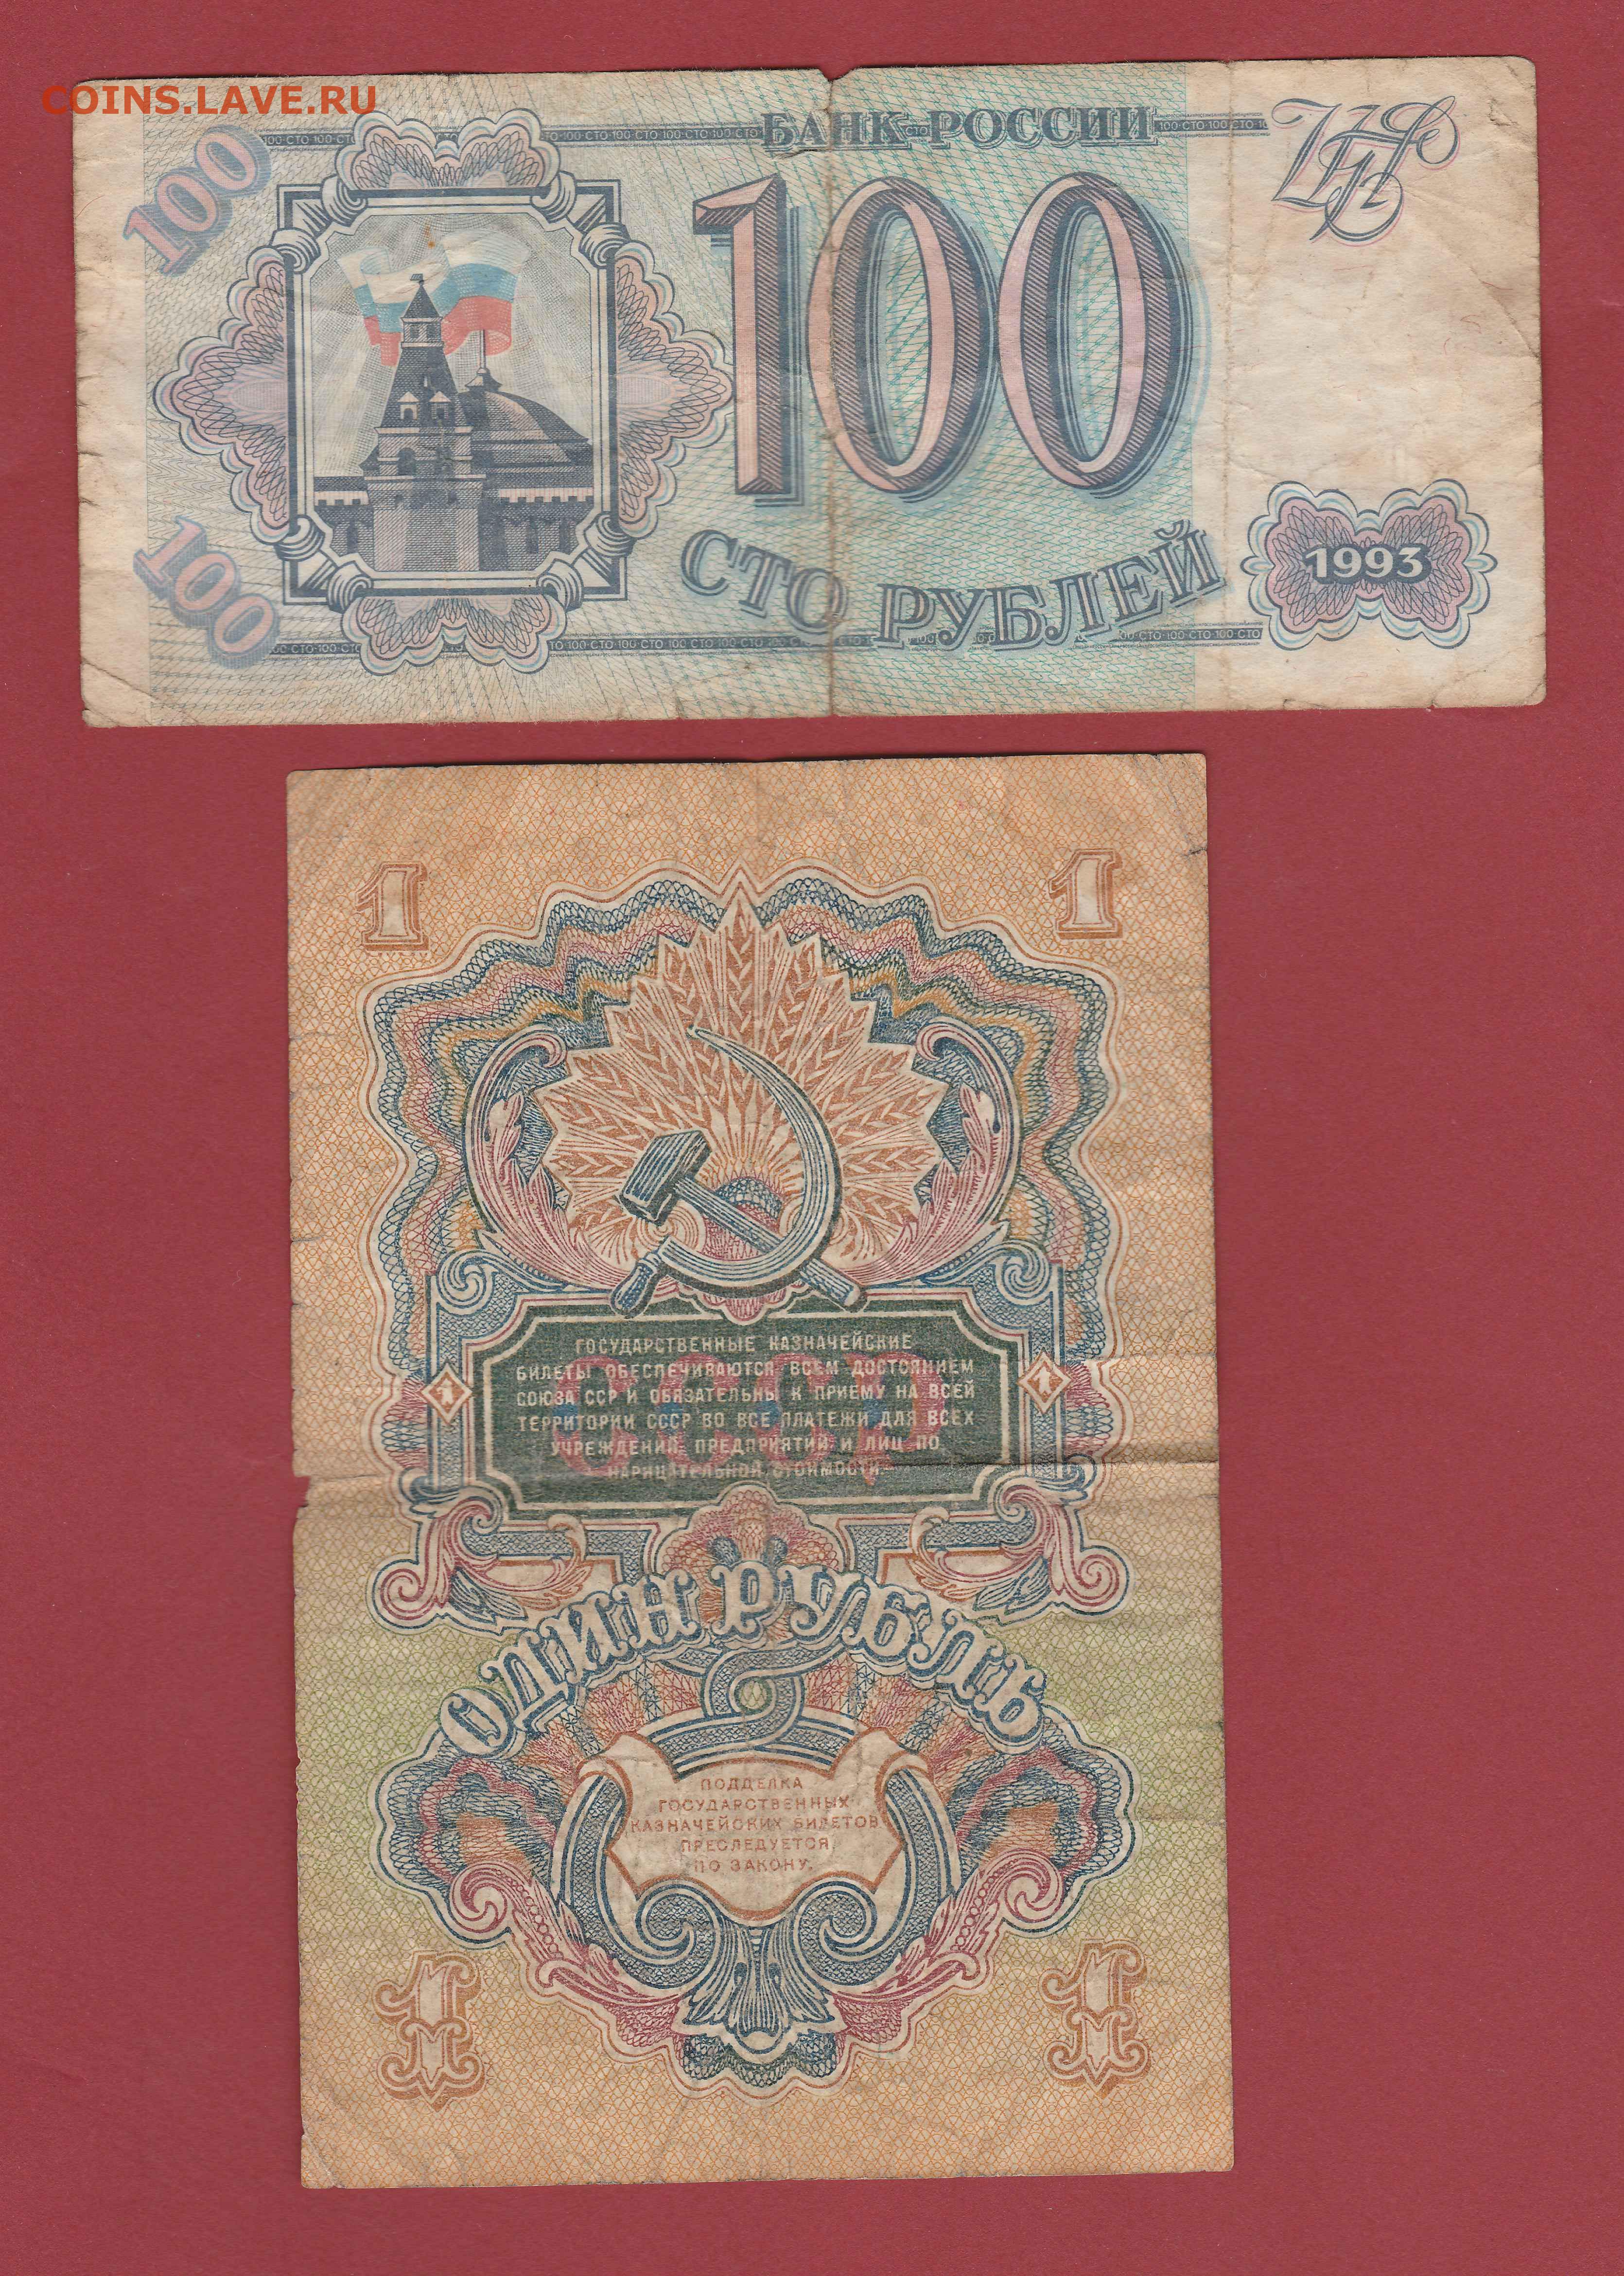 COINS.LAVE.RU
100
БАНК РОССИИ
100
СТО РУБЛЕЙ
1993
100
1 1
СССР
ГОСУДАРСТВЕННЫЕ КАЗНАЧЕЙСКИЕ
БИЛЕТЫ ОБЕСПЕЧИВАЮТСЯ ВСЕМ ДОСТОЯНИЕМ
СОЮЗА ССР И ОБЯЗАТЕЛЬНЫ К ПРИЕМУ НА ВСЕЙ
ТЕРРИТОРИИ СССР ВО ВСЕ ПЛАТЕЖИ ДЛЯ ВСЕХ
УЧРЕЖДЕНИЙ, ПРЕДПРИЯТИЙ И ЛИЦ ПО
НАРИЦАТЕЛЬНОЙ СТОИМОСТИ.
1 1
ОДИН РУБЛЬ
ПОДДЕЛКА
ГОСУДАРСТВЕННЫХ
КАЗНАЧЕЙСКИХ БИЛЕТОВ
ПРЕСЛЕДУЕТСЯ
ПО ЗАКОНУ.
1 1